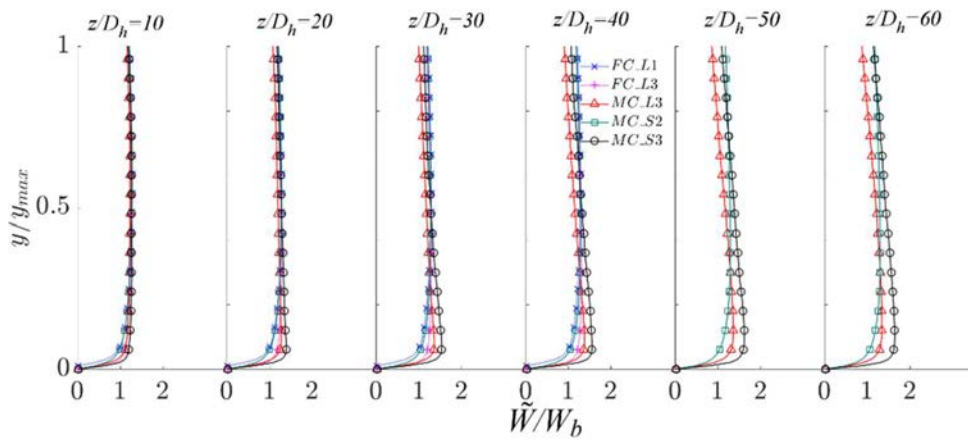 z/D_h=10 z/D_h=20 z/D_h=30 z/D_h=40 z/D_h=50 z/D_h=60
1
FC_L1
FC_L3
MC_L3
MC_S2
MC_S3
0.5
y/y_max
0
0 1 2 0 1 2 0 1 2 0 1 2 0 1 2 0 1 2
W̃/W_b